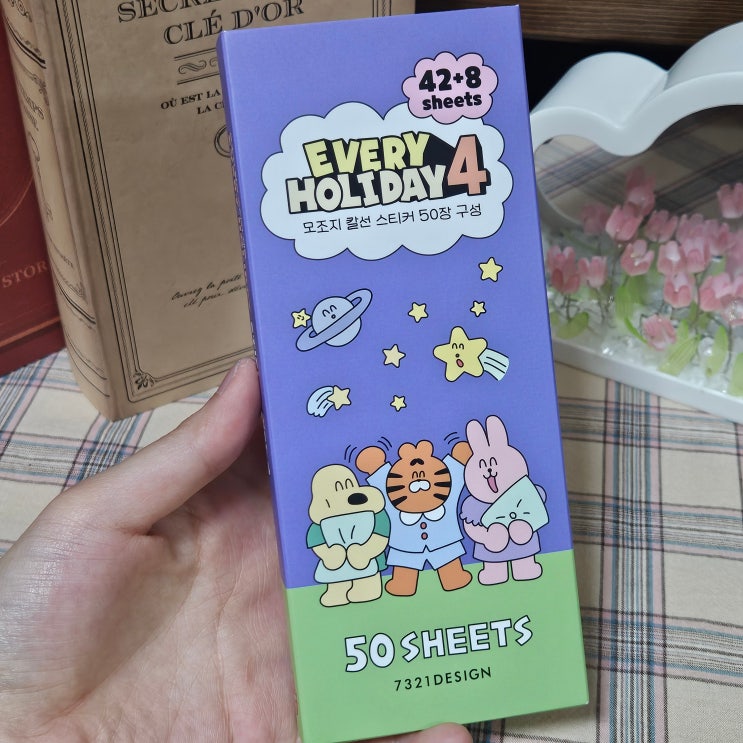 CLÉ D'OR
STOR
42+8
sheets
EVERY
HOLIDAY 4
모조지 칼선 스티커 50장 구성
50 SHEETS
7321DESIGN